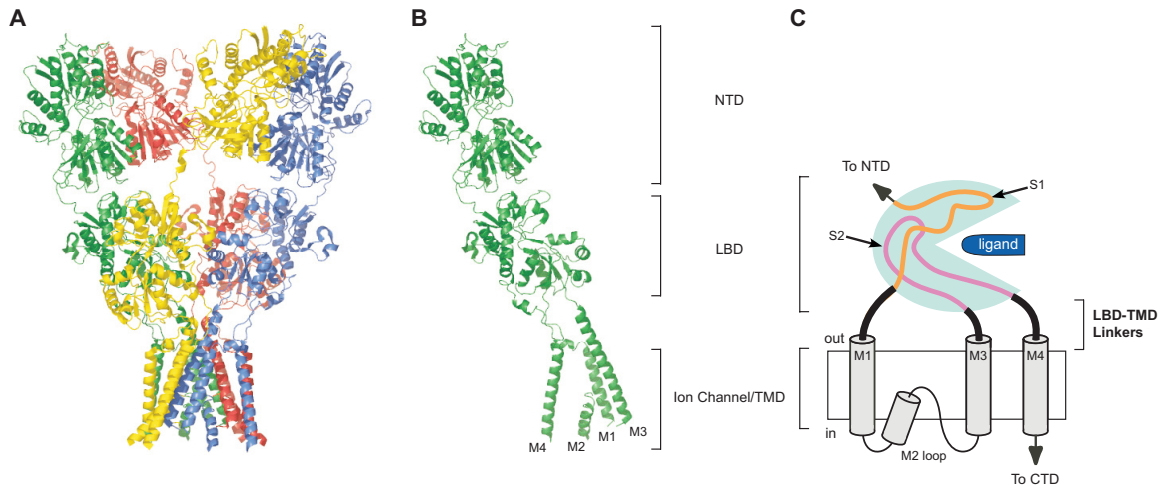 A
B
C
NTD
LBD
Ion Channel/TMD
M4
M2
M1
M3
To NTD
S1
S2
ligand
LBD-TMD
Linkers
out
M1
M3
M4
in
M2 loop
To CTD